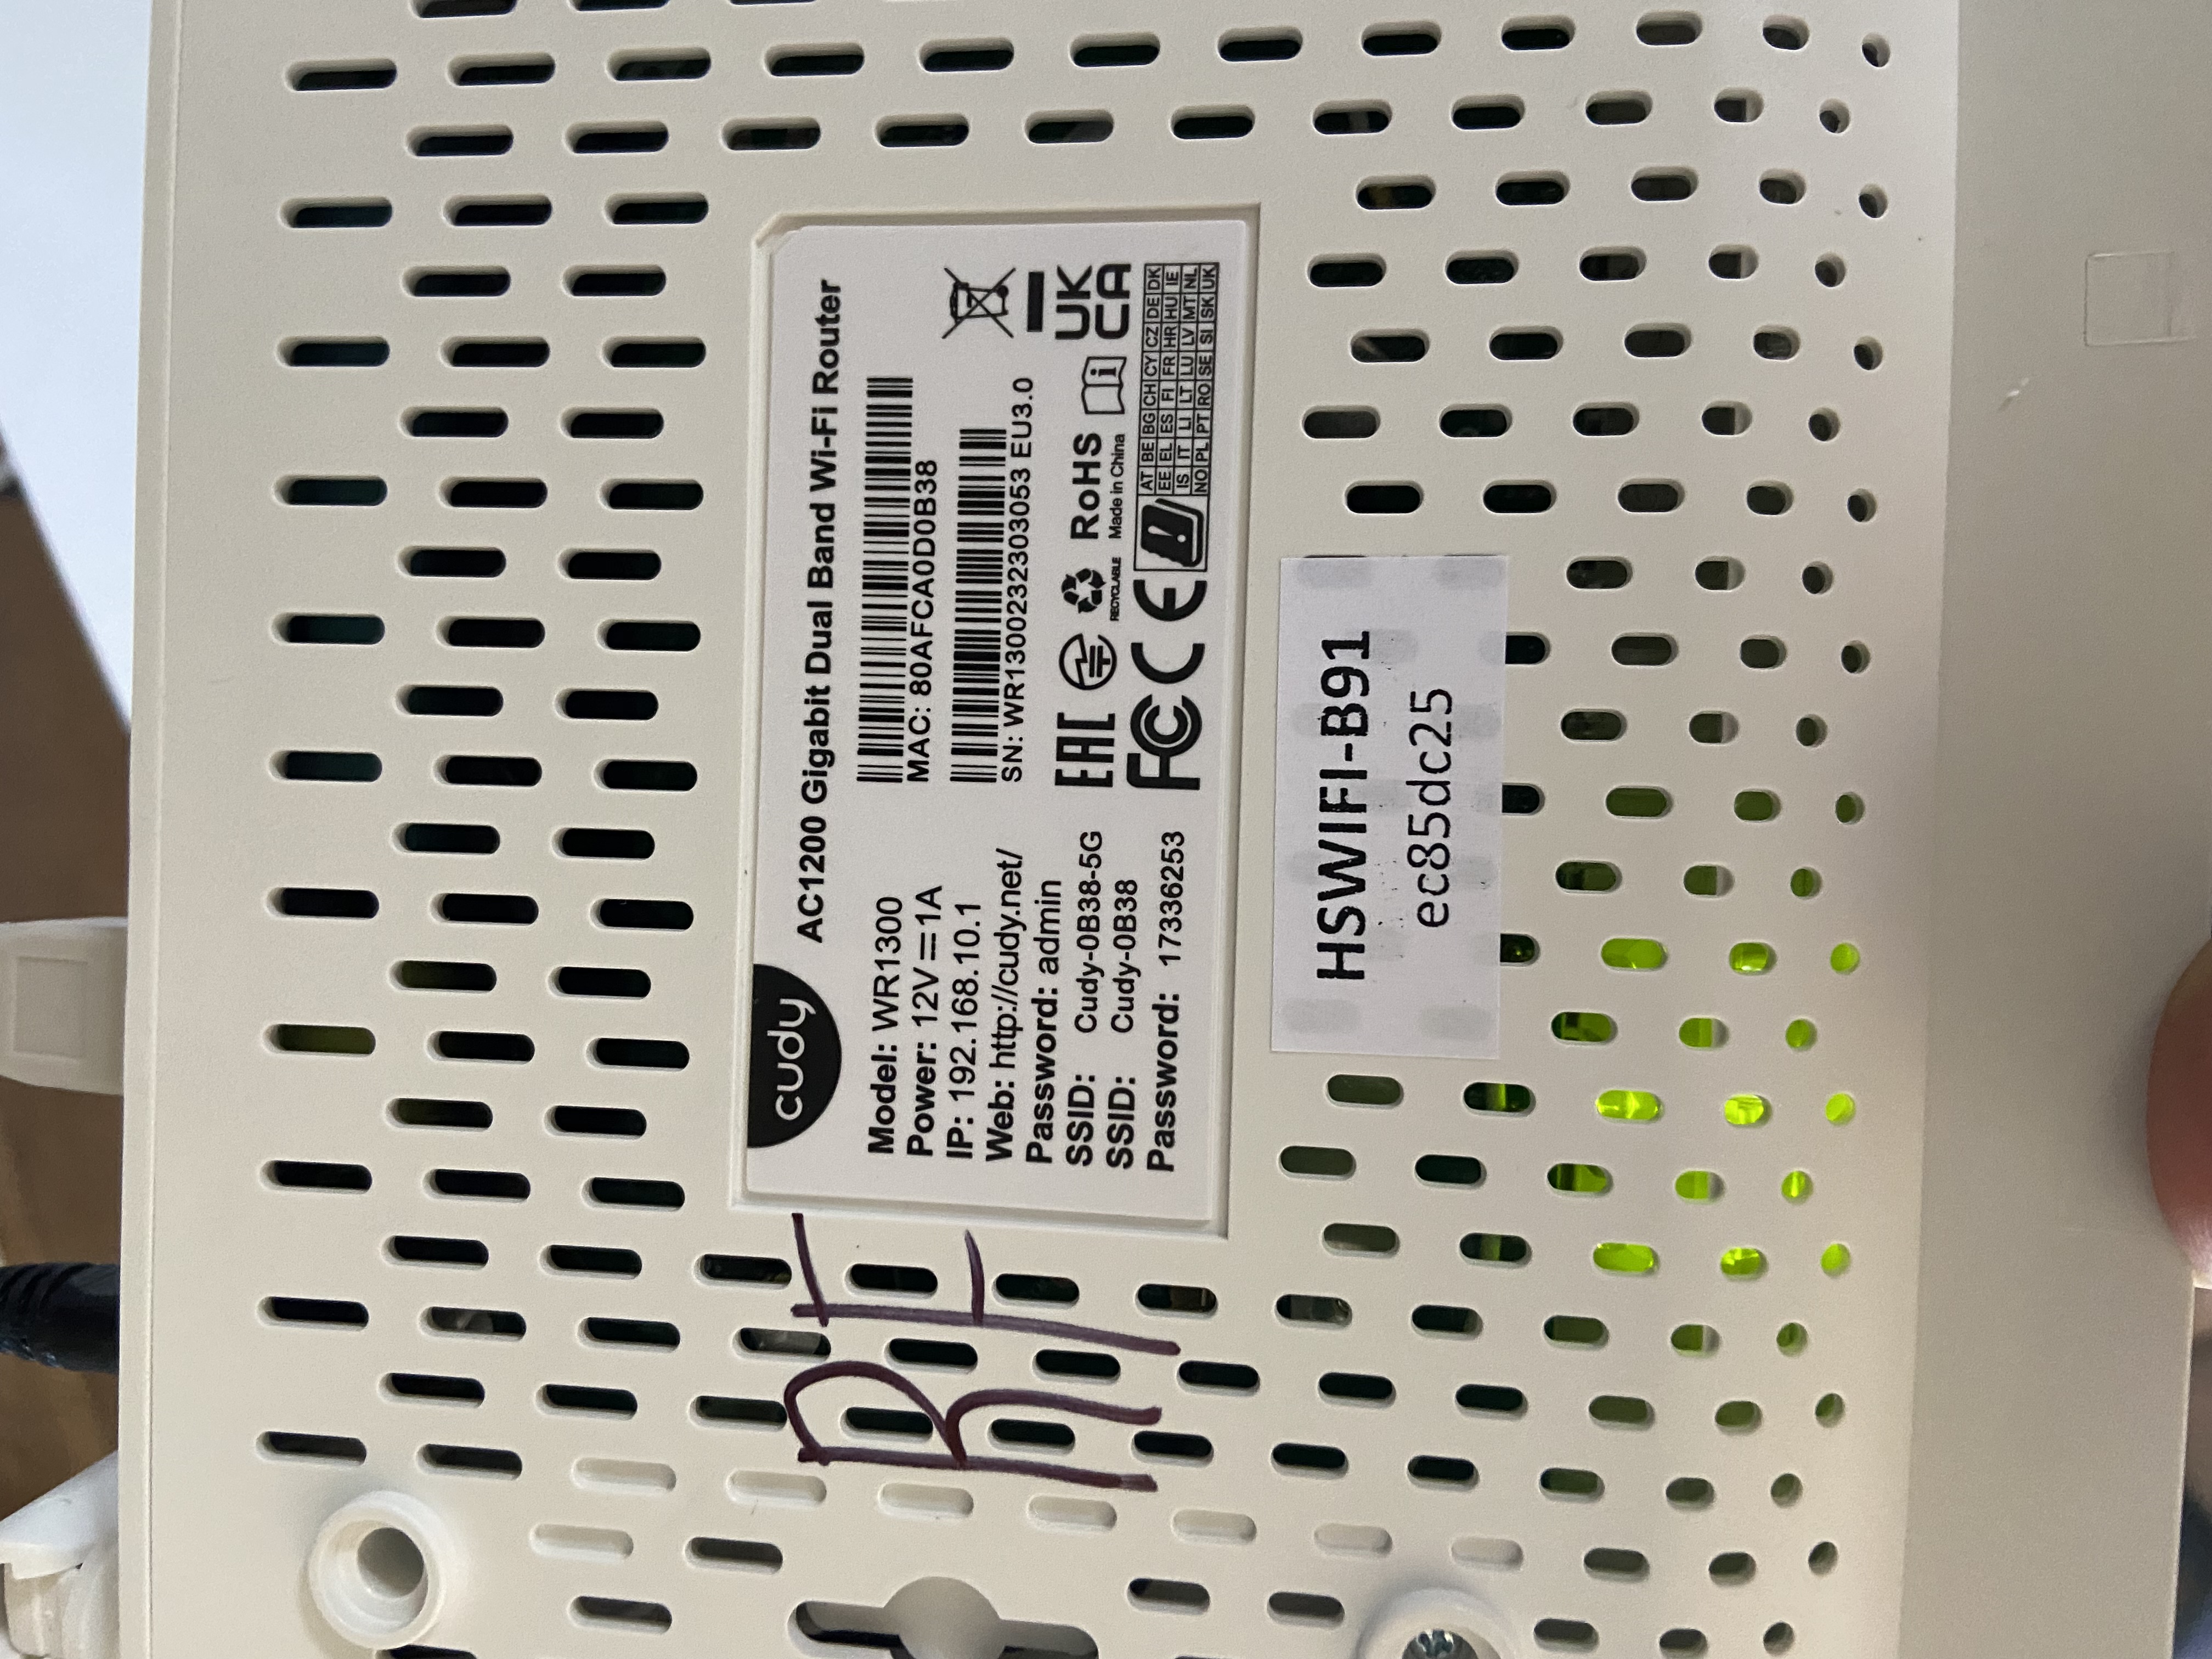 cudy
AC1200 Gigabit Dual Band Wi-Fi Router
Model: WR1300
Power: 12V⎓1A
IP: 192.168.10.1
Web: http://cudy.net/
Password: admin
SSID: Cudy-0B38-5G
SSID: Cudy-0B38
Password: 17336253
MAC: 80AFCA0D0B38
SN: WR1300232303053 EU3.0
EAC
RECYCLABLE
RoHS
Made in China
UK
CA
FC CE
AT BE BG CH CY CZ DE DK
EE EL ES FI FR HR HU IE
IS IT LI LT LU LV MT NL
NO PL PT RO SE SI SK UK
HSWIFI-B91
ec85dc25